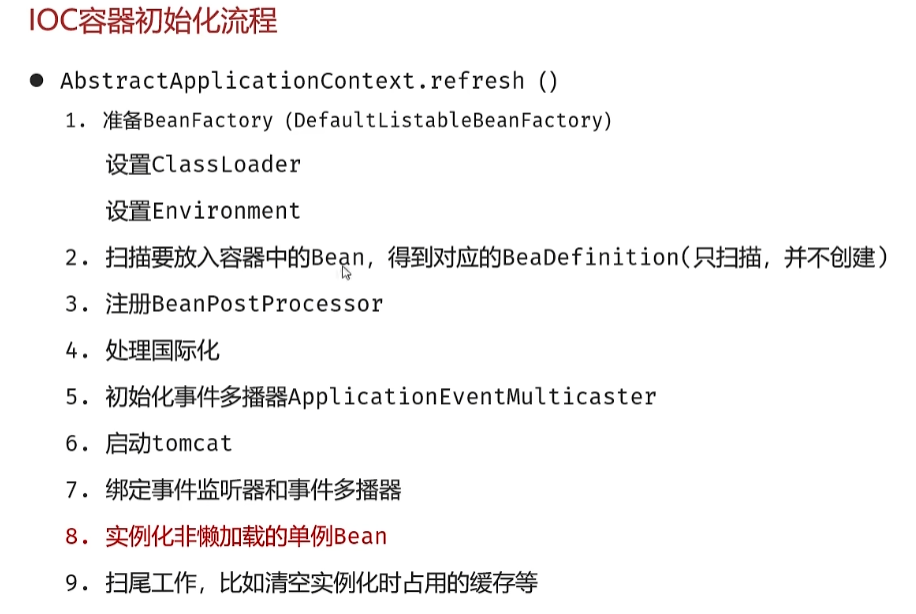 IOC容器初始化流程
● AbstractApplicationContext.refresh ()
1. 准备BeanFactory (DefaultListableBeanFactory)
设置ClassLoader
设置Environment
2. 扫描要放入容器中的Bean，得到对应的BeaDefinition(只扫描，并不创建)
3. 注册BeanPostProcessor
4. 处理国际化
5. 初始化事件多播器ApplicationEventMulticaster
6. 启动tomcat
7. 绑定事件监听器和事件多播器
8. 实例化非懒加载的单例Bean
9. 扫尾工作，比如清空实例化时占用的缓存等